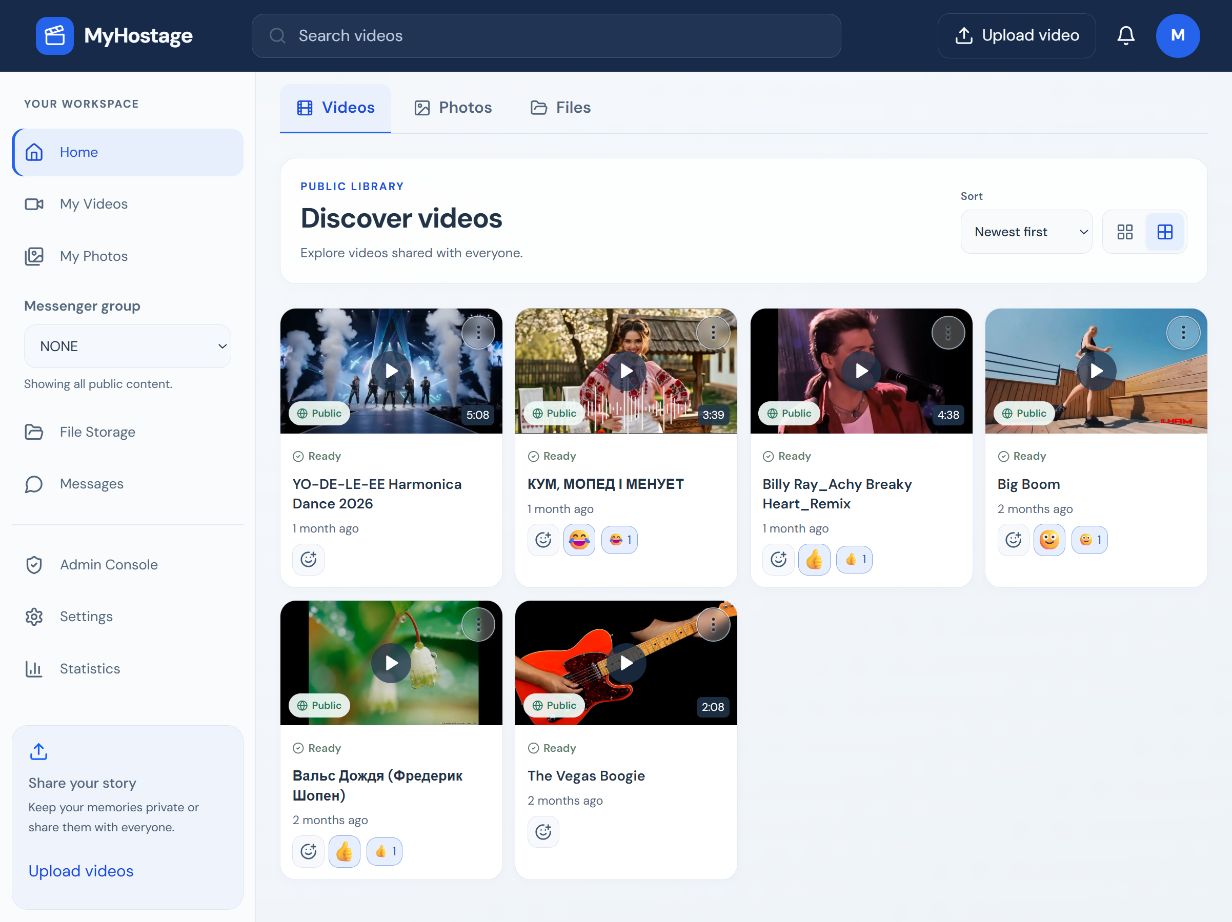 MyHostage
Search videos
Upload video
M
YOUR WORKSPACE
Home
My Videos
My Photos
Messenger group
NONE
Showing all public content.
File Storage
Messages
Admin Console
Settings
Statistics
Share your story
Keep your memories private or
share them with everyone.
Upload videos
Videos
Photos
Files
PUBLIC LIBRARY
Discover videos
Explore videos shared with everyone.
Sort
Newest first
Public
5:08
Ready
YO-DE-LE-EE Harmonica
Dance 2026
1 month ago
Public
3:39
Ready
КУМ, МОПЕД І МЕНУЕТ
1 month ago
1
Public
4:38
Ready
Billy Ray_Achy Breaky
Heart_Remix
1 month ago
1
Public
Ready
Big Boom
2 months ago
1
Public
Ready
Вальс Дождя (Фредерик
Шопен)
2 months ago
1
Public
2:08
Ready
The Vegas Boogie
2 months ago